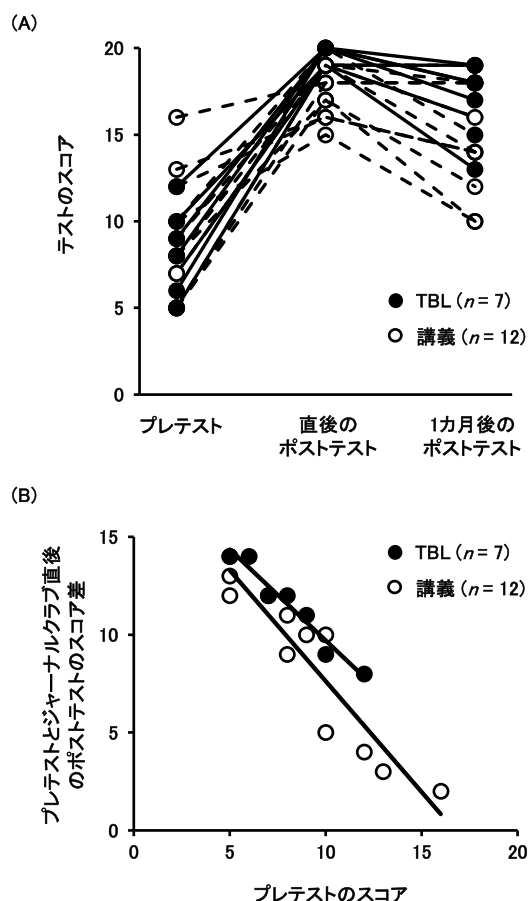 (A)
テストのスコア
20
15
10
5
0
プレテスト
直後の
ポストテスト
1カ月後の
ポストテスト
TBL (n = 7)
講義 (n = 12)
(B)
プレテストとジャーナルクラブ直後
のポストテストのスコア差
15
10
5
0
TBL (n = 7)
講義 (n = 12)
0
5
10
15
20
プレテストのスコア